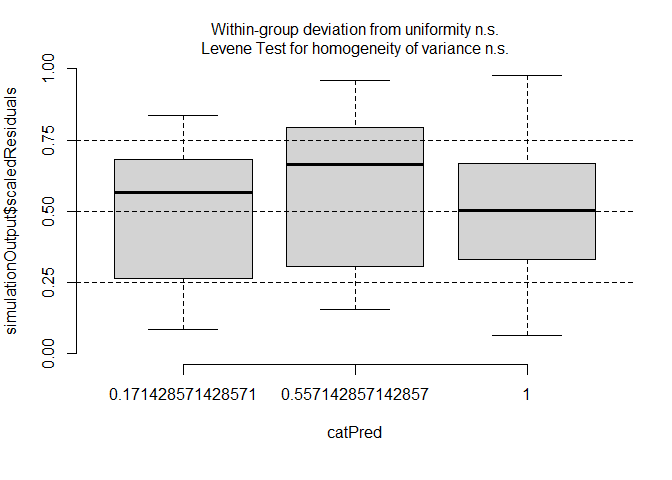 Within-group deviation from uniformity n.s.
Levene Test for homogeneity of variance n.s.
simulationOutput$scaledResiduals
1.00
0.75
0.50
0.25
0.00
0.171428571428571
0.557142857142857
1
catPred